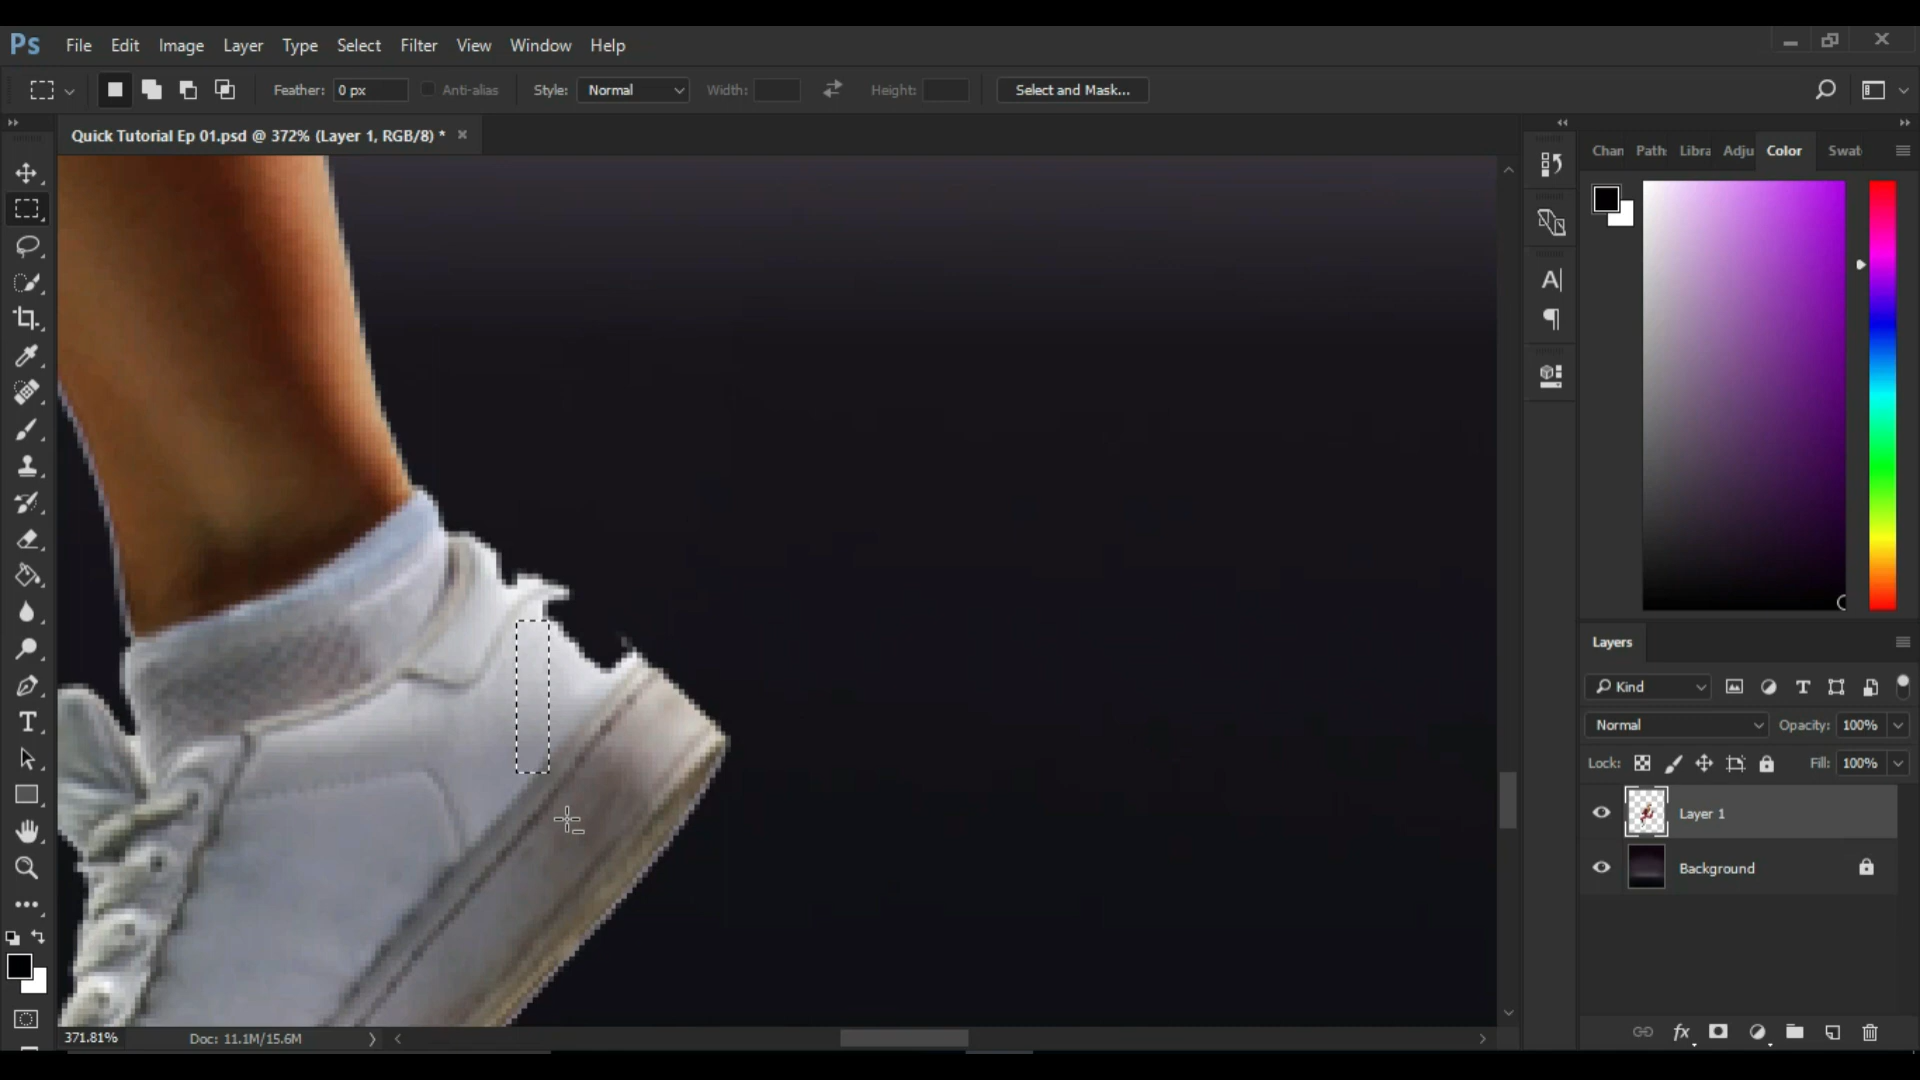 Ps File Edit Image Layer Type Select Filter View Window Help
Feather: 0 px Anti-alias Style: Normal Width: Height: Select and Mask...
Quick Tutorial Ep 01.psd @ 372% (Layer 1, RGB/8) *
Chan Path Libra Adju Color Swat
Layers
Kind
Normal Opacity: 100%
Lock: Fill: 100%
Layer 1
Background
fx
371.81% Doc: 11.1M/15.6M